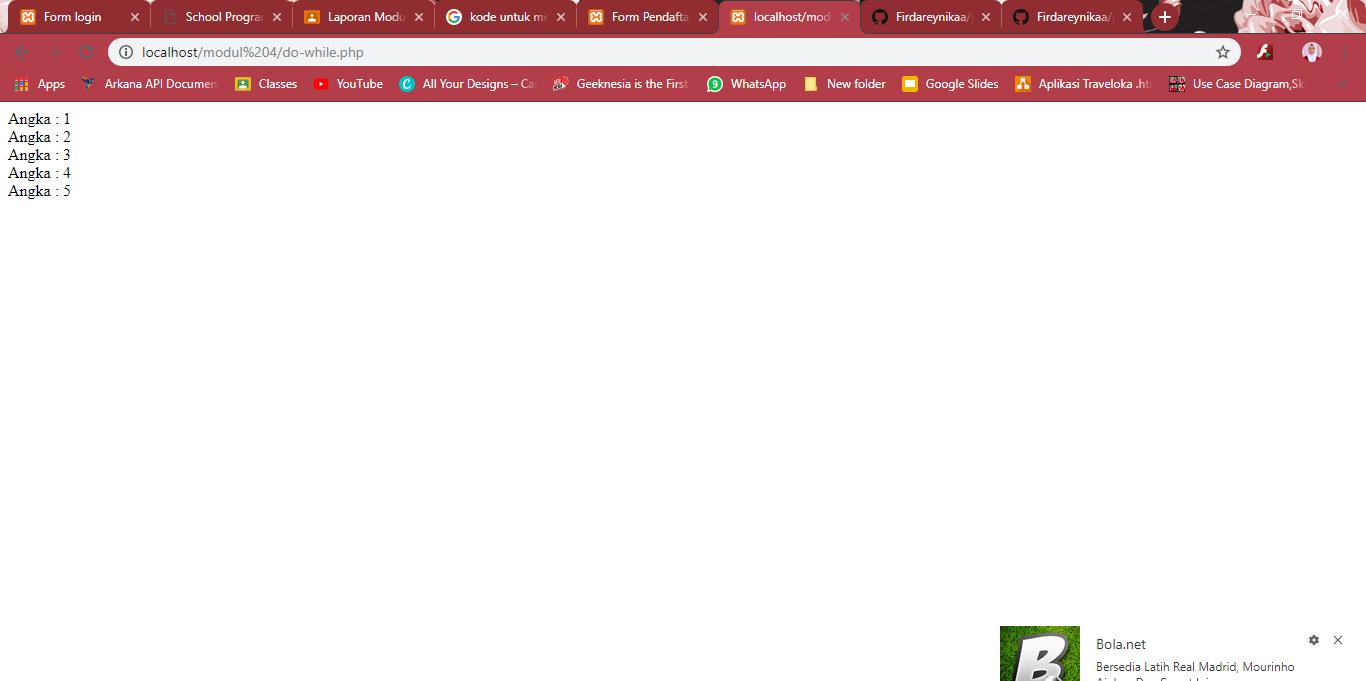 Form login
School Progra
Laporan Modu
kode untuk me
Form Pendafta
localhost/mod
Firdareynikaa/
Firdareynikaa/
localhost/modul%204/do-while.php
Apps
Arkana API Documen
Classes
YouTube
All Your Designs – Ca
Geeknesia is the First
9
WhatsApp
New folder
Google Slides
Aplikasi Traveloka .ht
Use Case Diagram,Sk
Angka : 1
Angka : 2
Angka : 3
Angka : 4
Angka : 5
B
Bola.net
Bersedia Latih Real Madrid, Mourinho